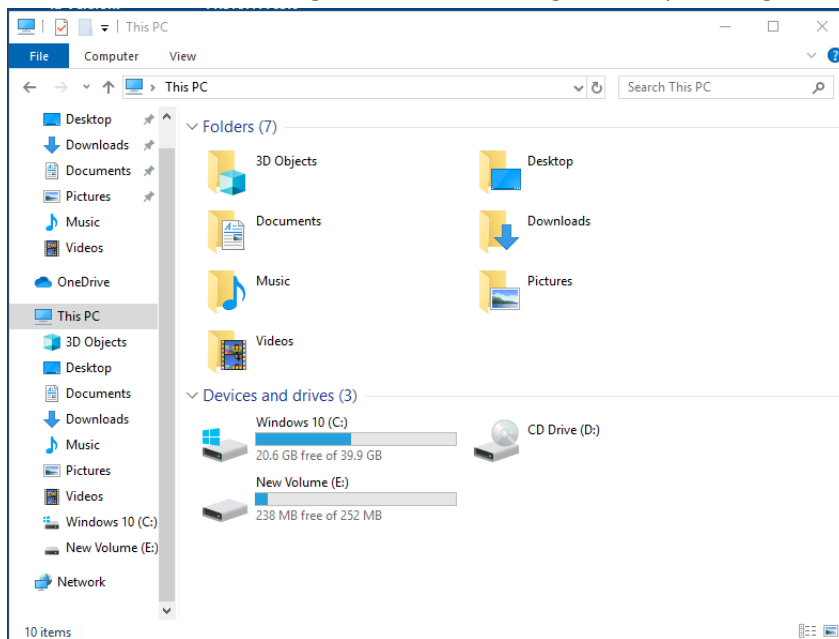 This PC
File Computer View
This PC
Search This PC
Desktop
Downloads
Documents
Pictures
Music
Videos
OneDrive
This PC
3D Objects
Desktop
Documents
Downloads
Music
Pictures
Videos
Windows 10 (C:)
New Volume (E:)
Network
Folders (7)
3D Objects
Desktop
Documents
Downloads
Music
Pictures
Videos
Devices and drives (3)
Windows 10 (C:)
20.6 GB free of 39.9 GB
CD Drive (D:)
New Volume (E:)
238 MB free of 252 MB
10 items